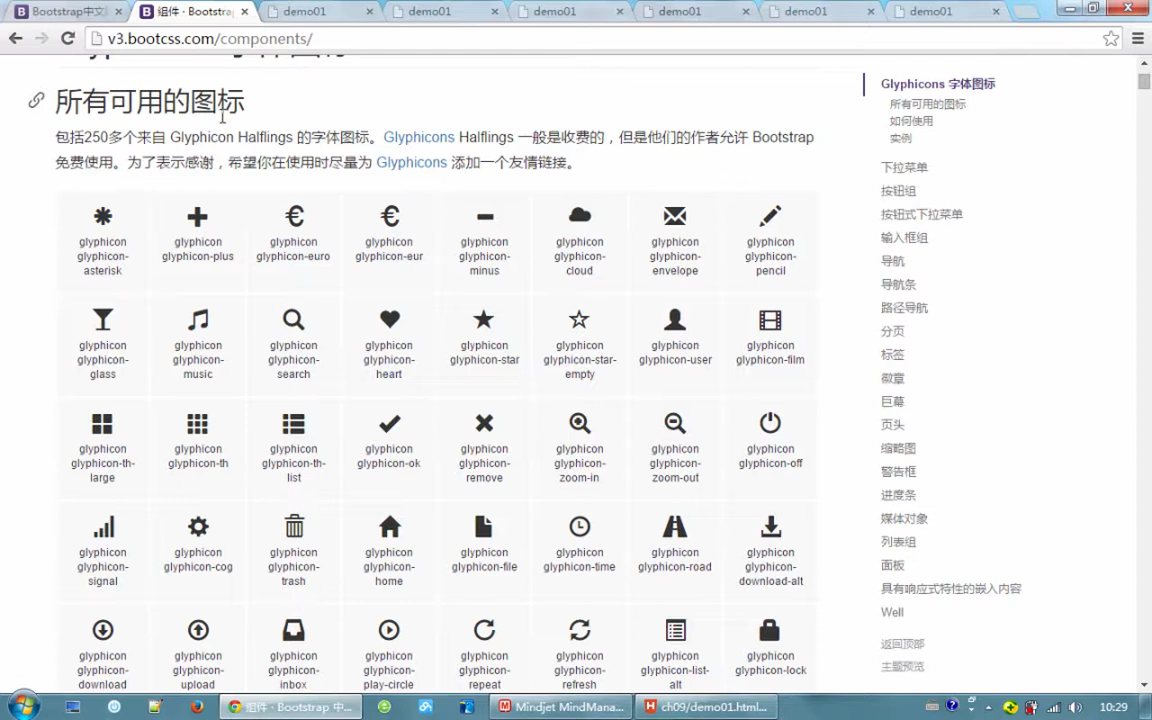 Bootstrap中文
组件 · Bootstrap
demo01
demo01
demo01
demo01
demo01
demo01
v3.bootcss.com/components/
所有可用的图标
包括250多个来自 Glyphicon Halflings 的字体图标。Glyphicons Halflings 一般是收费的，但是他们的作者允许 Bootstrap
免费使用。为了表示感谢，希望你在使用时尽量为 Glyphicons 添加一个友情链接。
glyphicon glyphicon-asterisk
glyphicon glyphicon-plus
glyphicon glyphicon-euro
glyphicon glyphicon-eur
glyphicon glyphicon-minus
glyphicon glyphicon-cloud
glyphicon glyphicon-envelope
glyphicon glyphicon-pencil
glyphicon glyphicon-glass
glyphicon glyphicon-music
glyphicon glyphicon-search
glyphicon glyphicon-heart
glyphicon glyphicon-star
glyphicon glyphicon-star-empty
glyphicon glyphicon-user
glyphicon glyphicon-film
glyphicon glyphicon-th-large
glyphicon glyphicon-th
glyphicon glyphicon-th-list
glyphicon glyphicon-ok
glyphicon glyphicon-remove
glyphicon glyphicon-zoom-in
glyphicon glyphicon-zoom-out
glyphicon glyphicon-off
glyphicon glyphicon-signal
glyphicon glyphicon-cog
glyphicon glyphicon-trash
glyphicon glyphicon-home
glyphicon glyphicon-file
glyphicon glyphicon-time
glyphicon glyphicon-road
glyphicon glyphicon-download-alt
glyphicon glyphicon-download
glyphicon glyphicon-upload
glyphicon glyphicon-inbox
glyphicon glyphicon-play-circle
glyphicon glyphicon-repeat
glyphicon glyphicon-refresh
glyphicon glyphicon-list-alt
glyphicon glyphicon-lock
Glyphicons 字体图标
所有可用的图标
如何使用
实例
下拉菜单
按钮组
按钮式下拉菜单
输入框组
导航
导航条
路径导航
分页
标签
徽章
巨幕
页头
缩略图
警告框
进度条
媒体对象
列表组
面板
具有响应式特性的嵌入内容
Well
返回顶部
主题预览
组件 · Bootstrap 中...
Mindjet MindMana...
ch09/demo01.html...
10:29